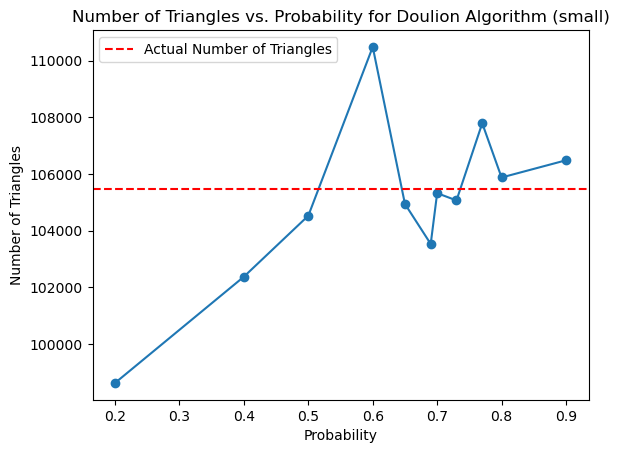 Number of Triangles vs. Probability for Doulion Algorithm (small)
Actual Number of Triangles
Number of Triangles
110000
108000
106000
104000
102000
100000
0.2 0.3 0.4 0.5 0.6 0.7 0.8 0.9
Probability